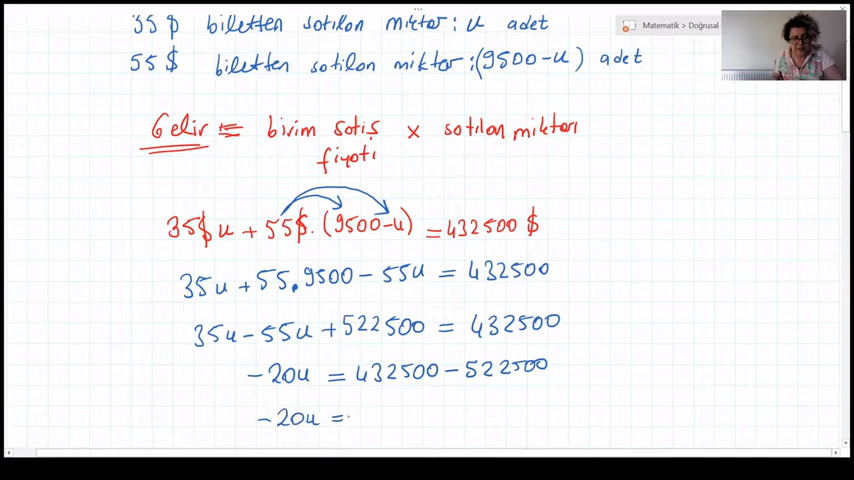 35 $ biletten satılan miktar : u adet
55 $ biletten satılan miktar : (9500-u) adet
Matematik > Doğrusal
Gelir = birim satış x satılan miktarı
fiyatı
35$ u + 55$. (9500-u) = 432500 $
35u + 55.9500 - 55u = 432500
35u - 55u + 522500 = 432500
-20u = 432500 - 522500
-20u =